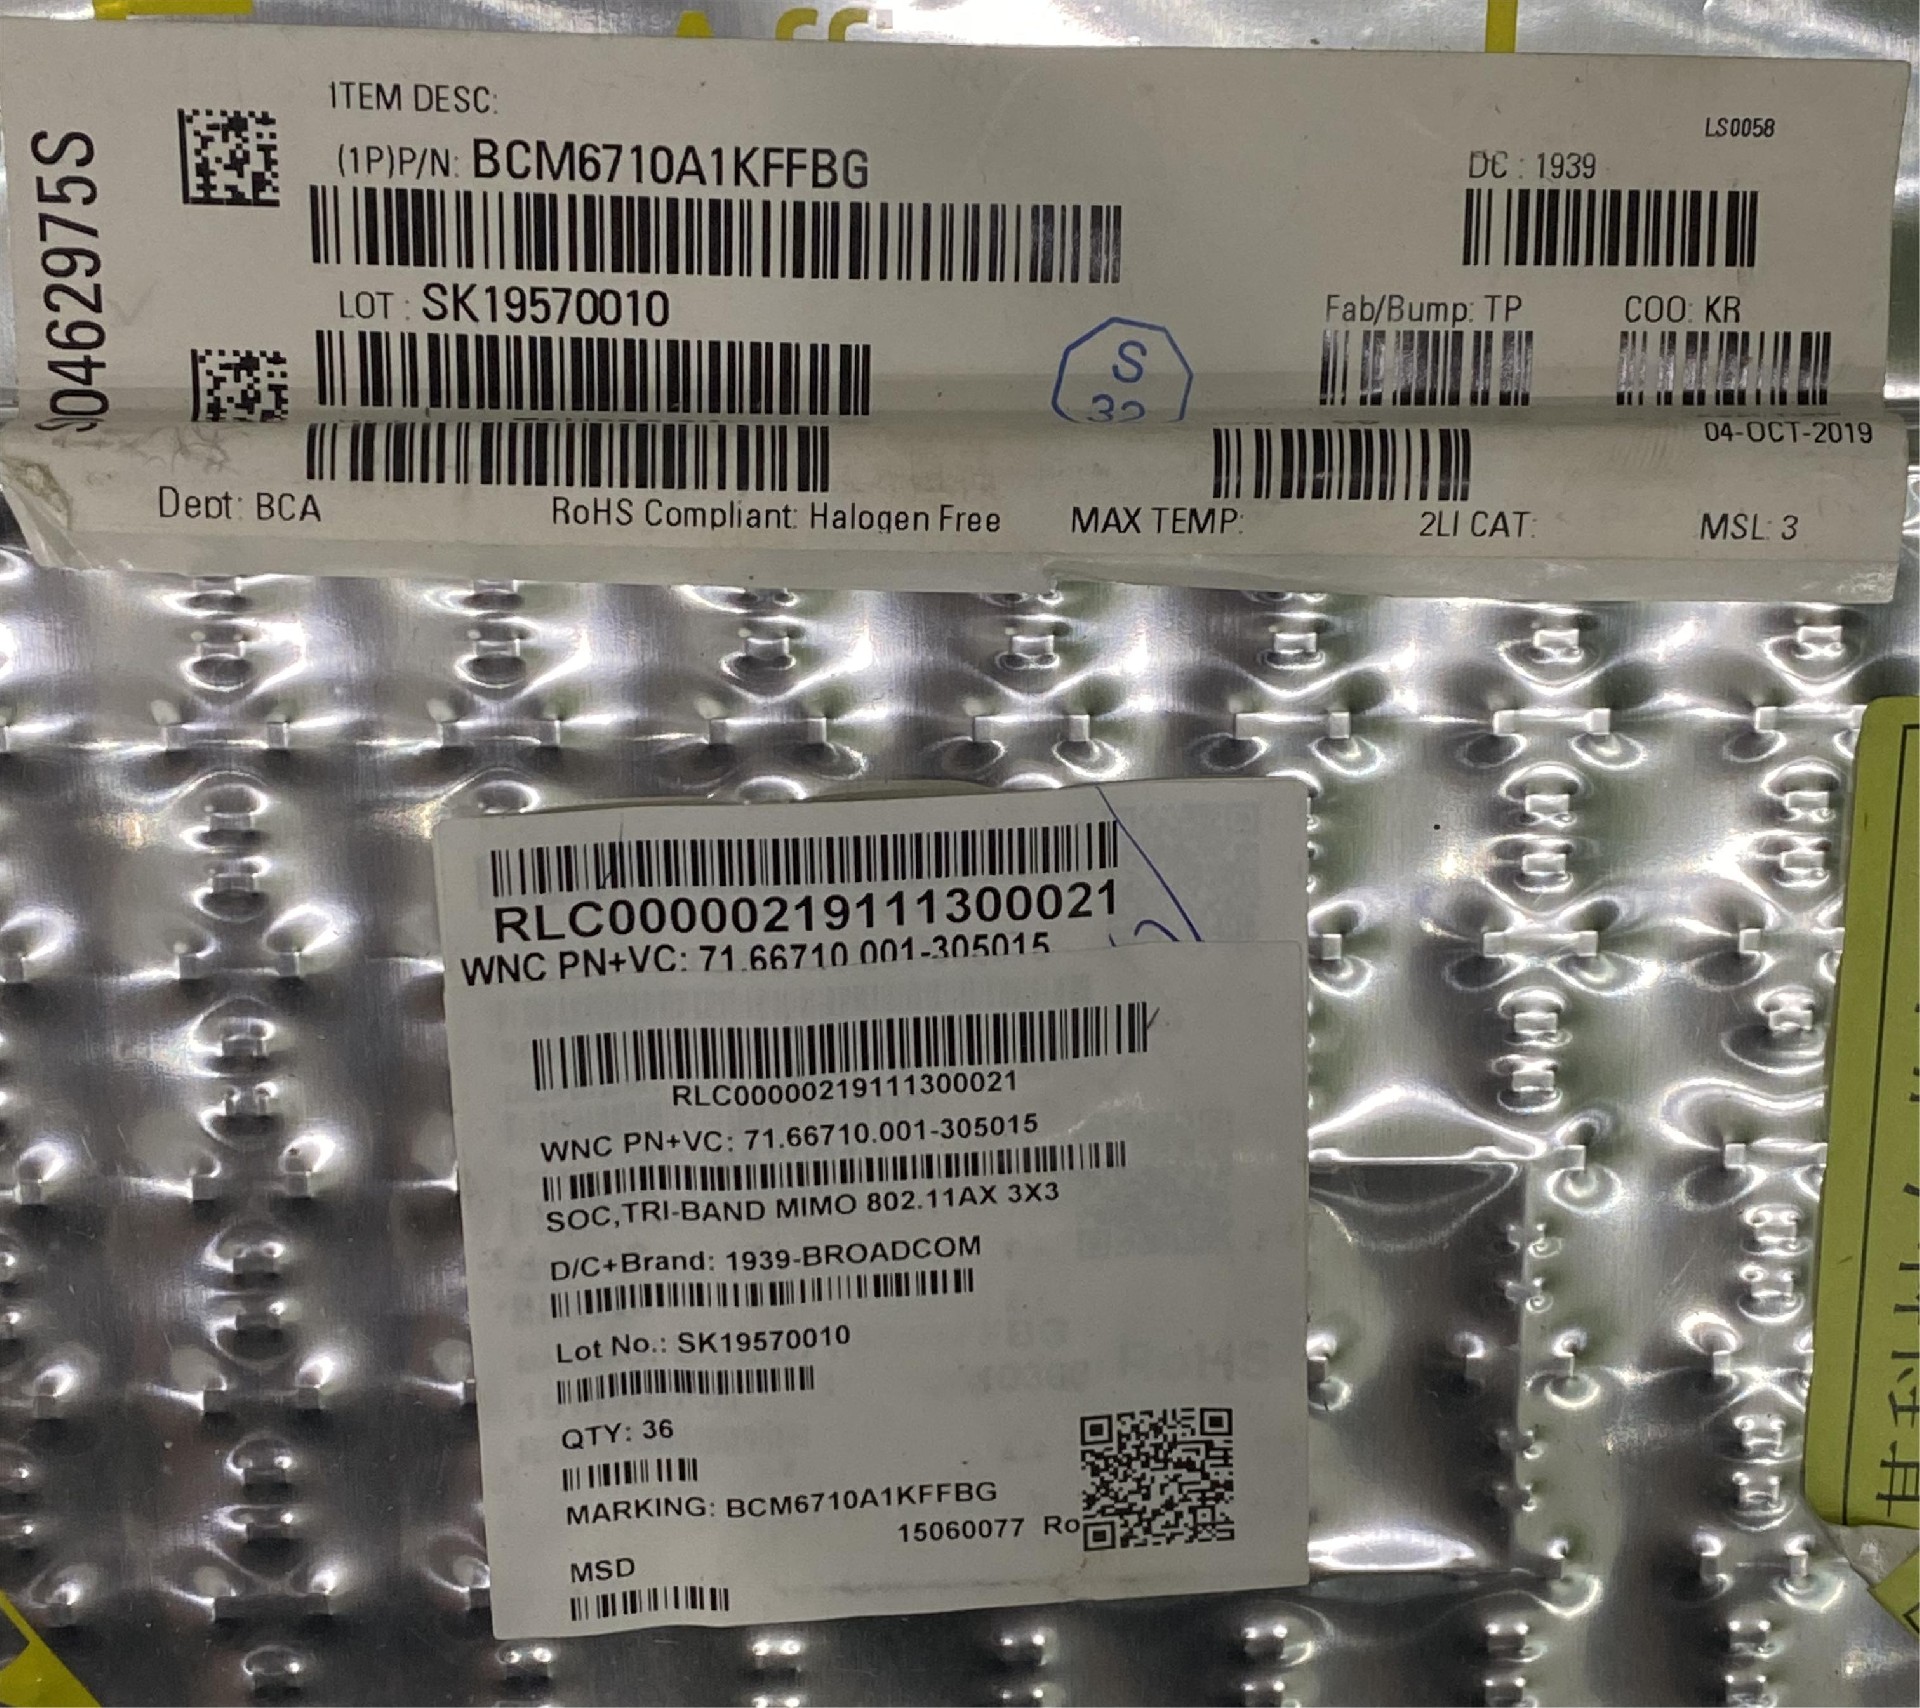 ITEM DESC:
(1P)P/N: BCM6710A1KFFBG
LS0058
DC : 1939
S0462975S
LOT : SK19570010
Fab/Bump: TP
COO: KR
S
32
04-OCT-2019
Dept: BCA
RoHS Compliant: Halogen Free
MAX TEMP:
2LI CAT:
MSL: 3
RLC00000219111300021
WNC PN+VC: 71.66710.001-305015
RLC00000219111300021
WNC PN+VC: 71.66710.001-305015
SOC,TRI-BAND MIMO 802.11AX 3X3
D/C+Brand: 1939-BROADCOM
Lot No.: SK19570010
QTY: 36
MARKING: BCM6710A1KFFBG
15060077 Ro
MSD